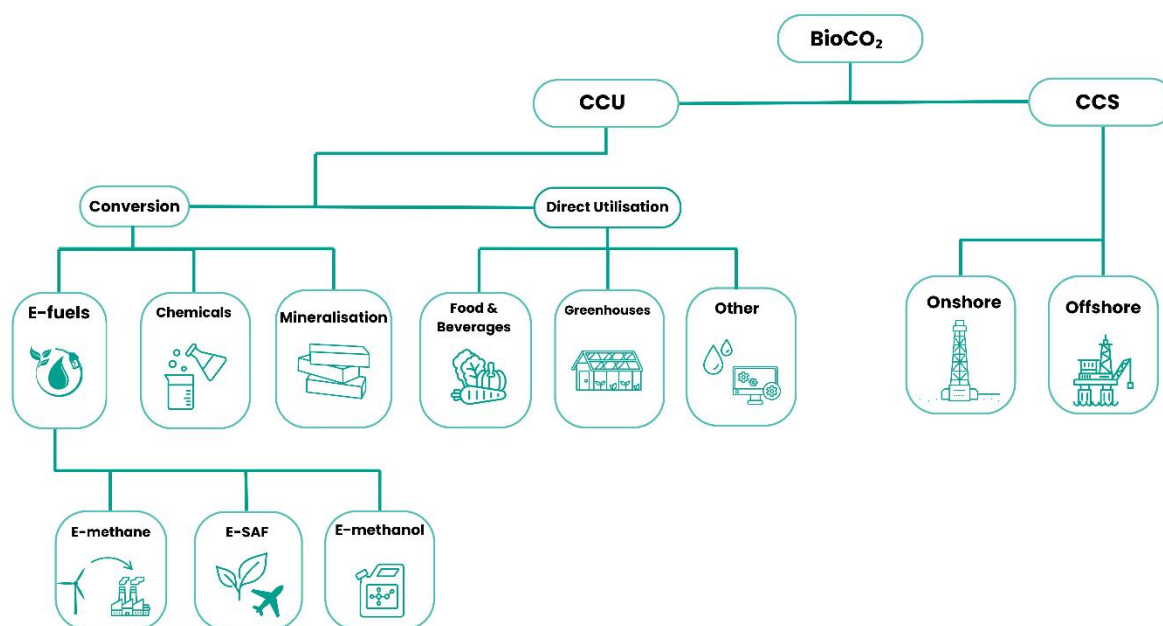 BioCO₂
CCU
CCS
Conversion
Direct Utilisation
E-fuels
Chemicals
Mineralisation
Food &
Beverages
Greenhouses
Other
Onshore
Offshore
E-methane
E-SAF
E-methanol